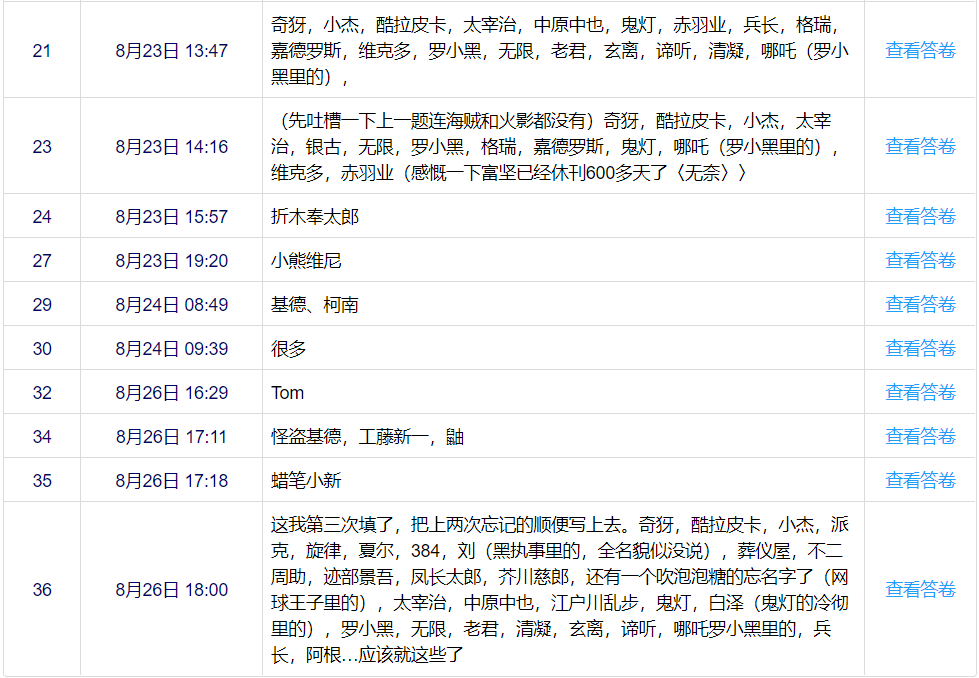 奇犽，小杰，酷拉皮卡，太宰治，中原中也，鬼灯，赤羽业，兵长，格瑞，
21 8月23日 13:47 嘉德罗斯，维克多，罗小黑，无限，老君，玄离，谛听，清凝，哪吒（罗小 查看答卷
黑里的），
（先吐槽一下上一题连海贼和火影都没有）奇犽，酷拉皮卡，小杰，太宰
23 8月23日 14:16 治，银古，无限，罗小黑，格瑞，嘉德罗斯，鬼灯，哪吒（罗小黑里的）， 查看答卷
维克多，赤羽业（感慨一下富坚已经休刊600多天了〈无奈〉〉
24 8月23日 15:57 折木奉太郎 查看答卷
27 8月23日 19:20 小熊维尼 查看答卷
29 8月24日 08:49 基德、柯南 查看答卷
30 8月24日 09:39 很多 查看答卷
32 8月26日 16:29 Tom 查看答卷
34 8月26日 17:11 怪盗基德，工藤新一，鼬 查看答卷
35 8月26日 17:18 蜡笔小新 查看答卷
这我第三次填了，把上两次忘记的顺便写上去。奇犽，酷拉皮卡，小杰，派
克，旋律，夏尔，384，刘（黑执事里的，全名貌似没说），葬仪屋，不二
36 8月26日 18:00 周助，迹部景吾，凤长太郎，芥川慈郎，还有一个吹泡泡糖的忘名字了（网 查看答卷
球王子里的），太宰治，中原中也，江户川乱步，鬼灯，白泽（鬼灯的冷彻
里的），罗小黑，无限，老君，清凝，玄离，谛听，哪吒罗小黑里的，兵
长，阿根…应该就这些了